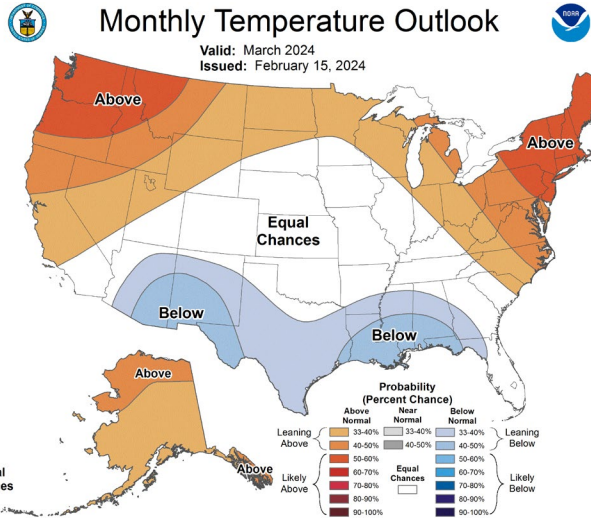 Monthly Temperature Outlook
Valid: March 2024
Issued: February 15, 2024
NOAA
Above
Above
Equal
Chances
Below
Below
Above
Above
Probability
(Percent Chance)
Above
Normal
Near
Normal
Below
Normal
Leaning
Above
33-40%
40-50%
33-40%
40-50%
33-40%
40-50%
Leaning
Below
Likely
Above
50-60%
60-70%
70-80%
80-90%
90-100%
Equal
Chances
50-60%
60-70%
70-80%
80-90%
90-100%
Likely
Below
al
es